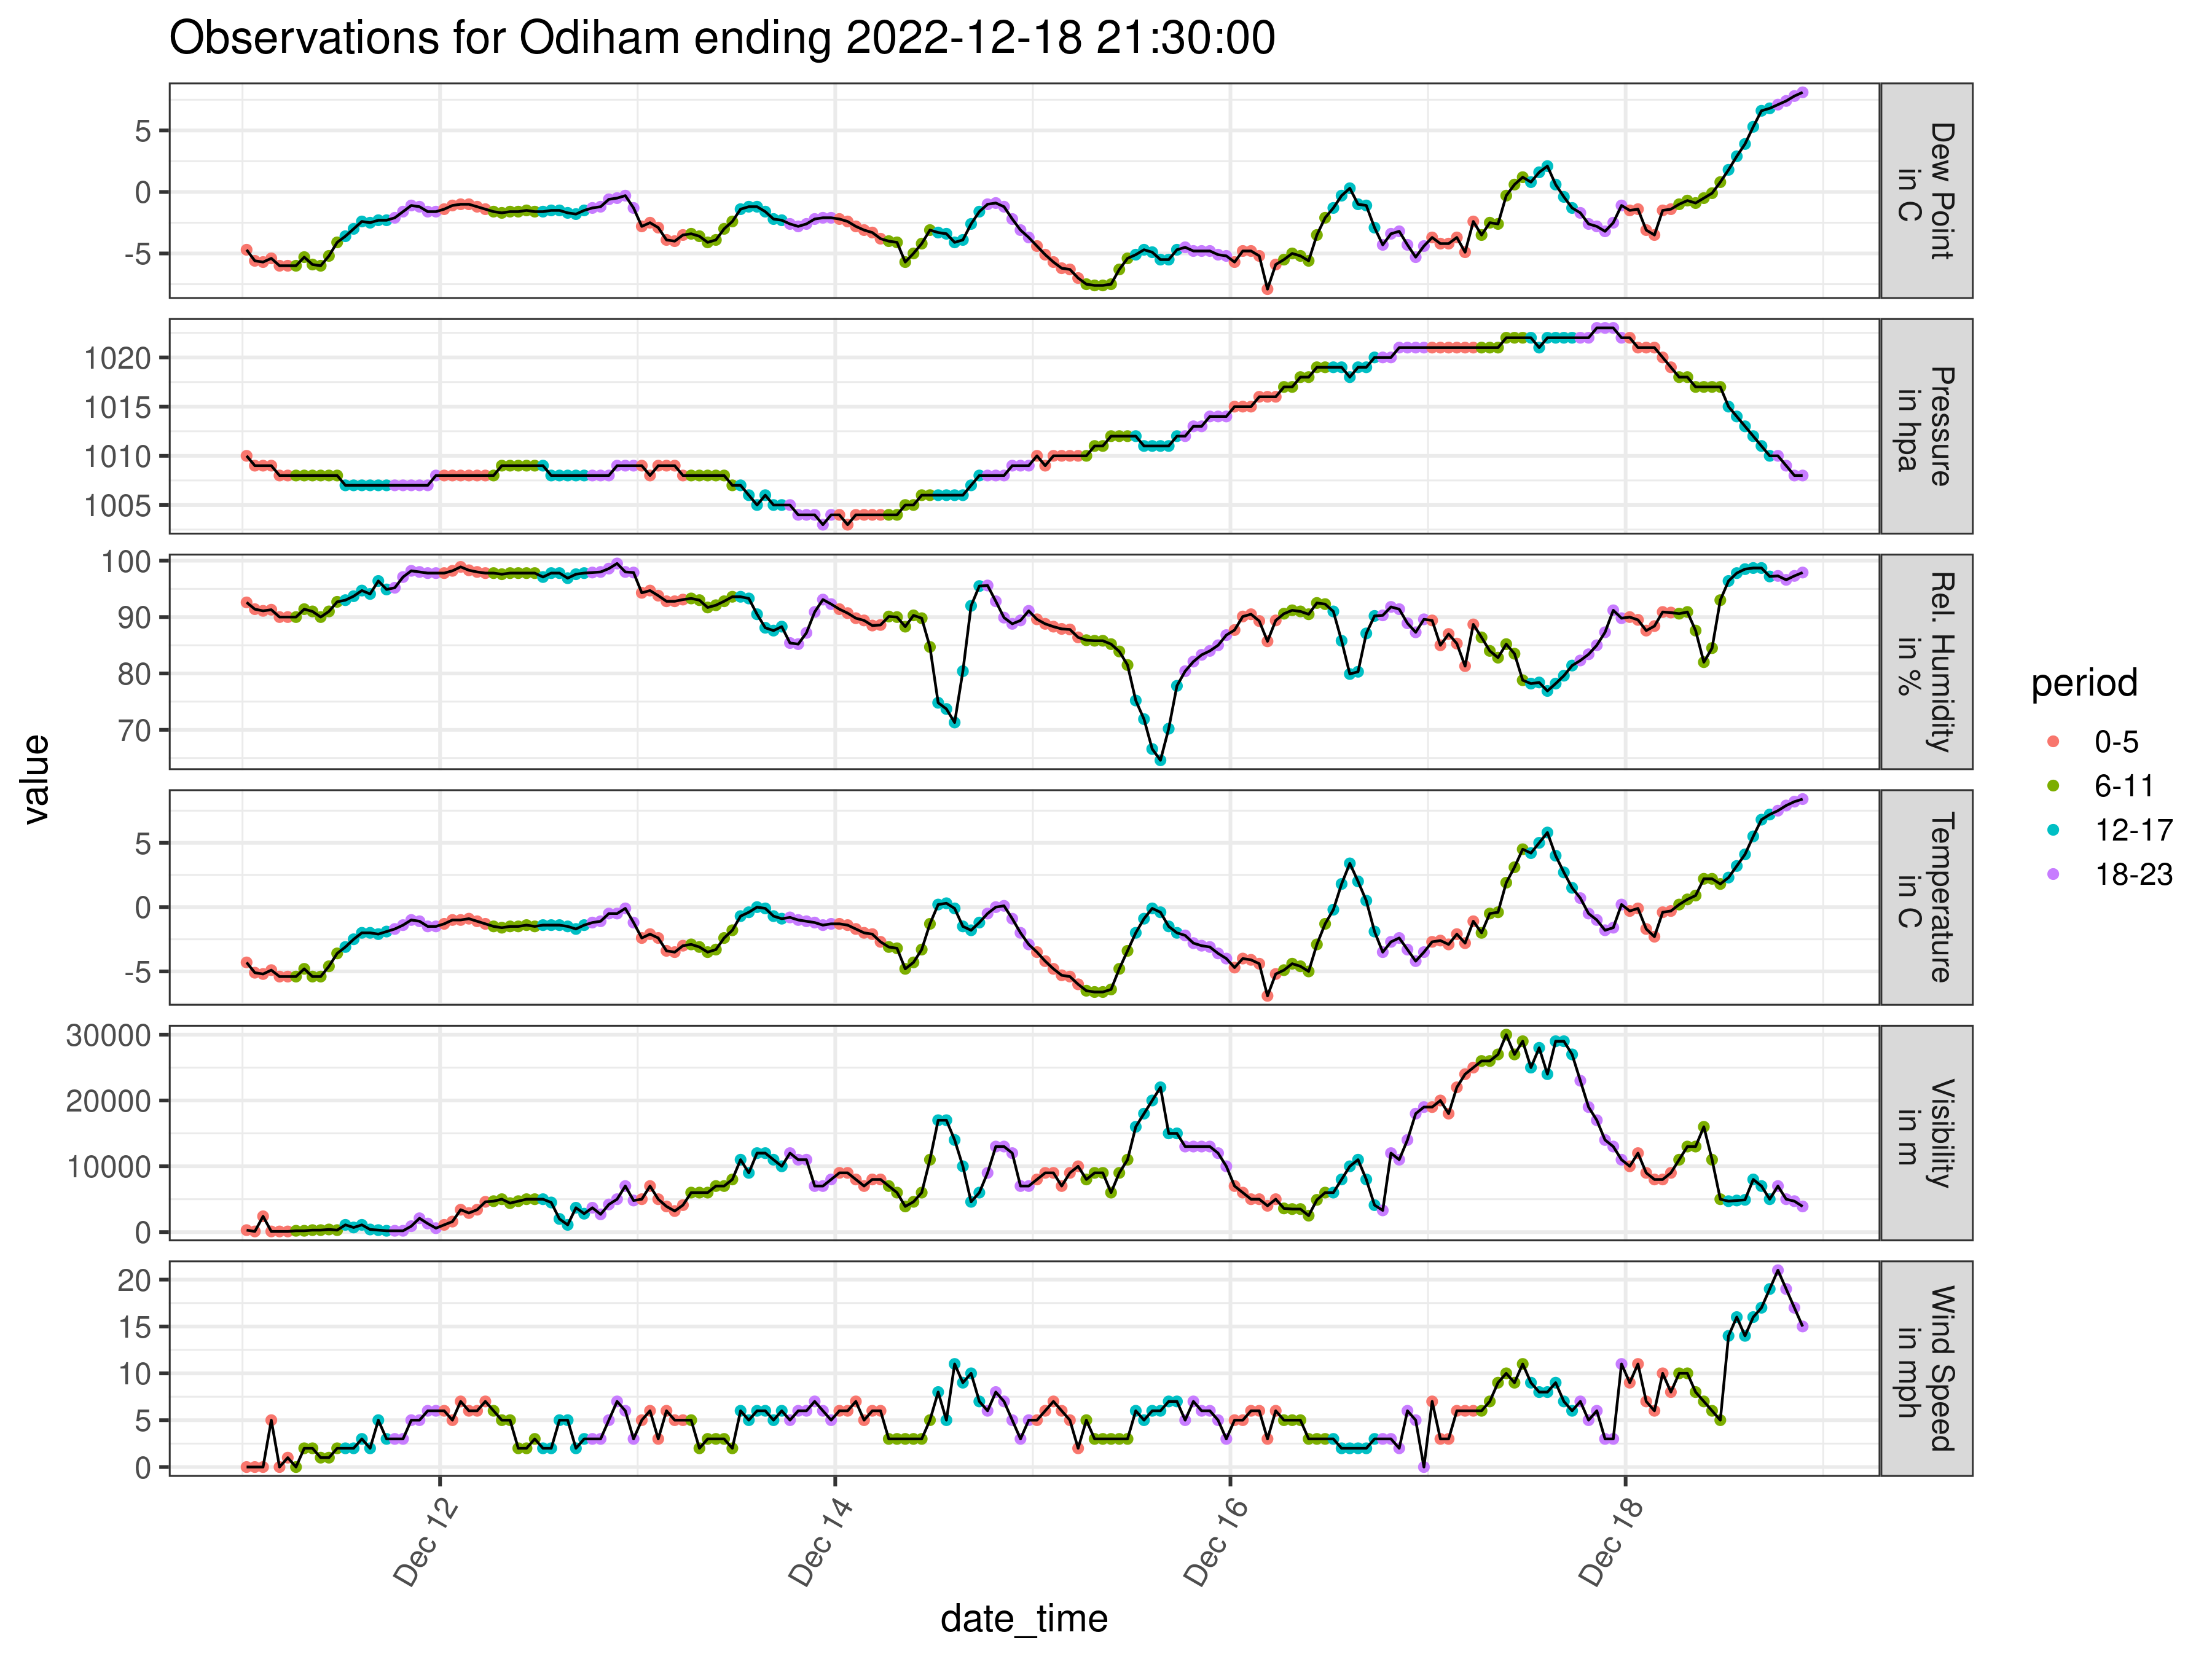 Observations for Odiham ending 2022-12-18 21:30:00
value
5
0
-5
Dew Point
in C
1020
1015
1010
1005
Pressure
in hpa
100
90
80
70
Rel. Humidity
in %
5
0
-5
Temperature
in C
30000
20000
10000
0
Visibility
in m
20
15
10
5
0
Wind Speed
in mph
Dec 12
Dec 14
Dec 16
Dec 18
date_time
period
0-5
6-11
12-17
18-23